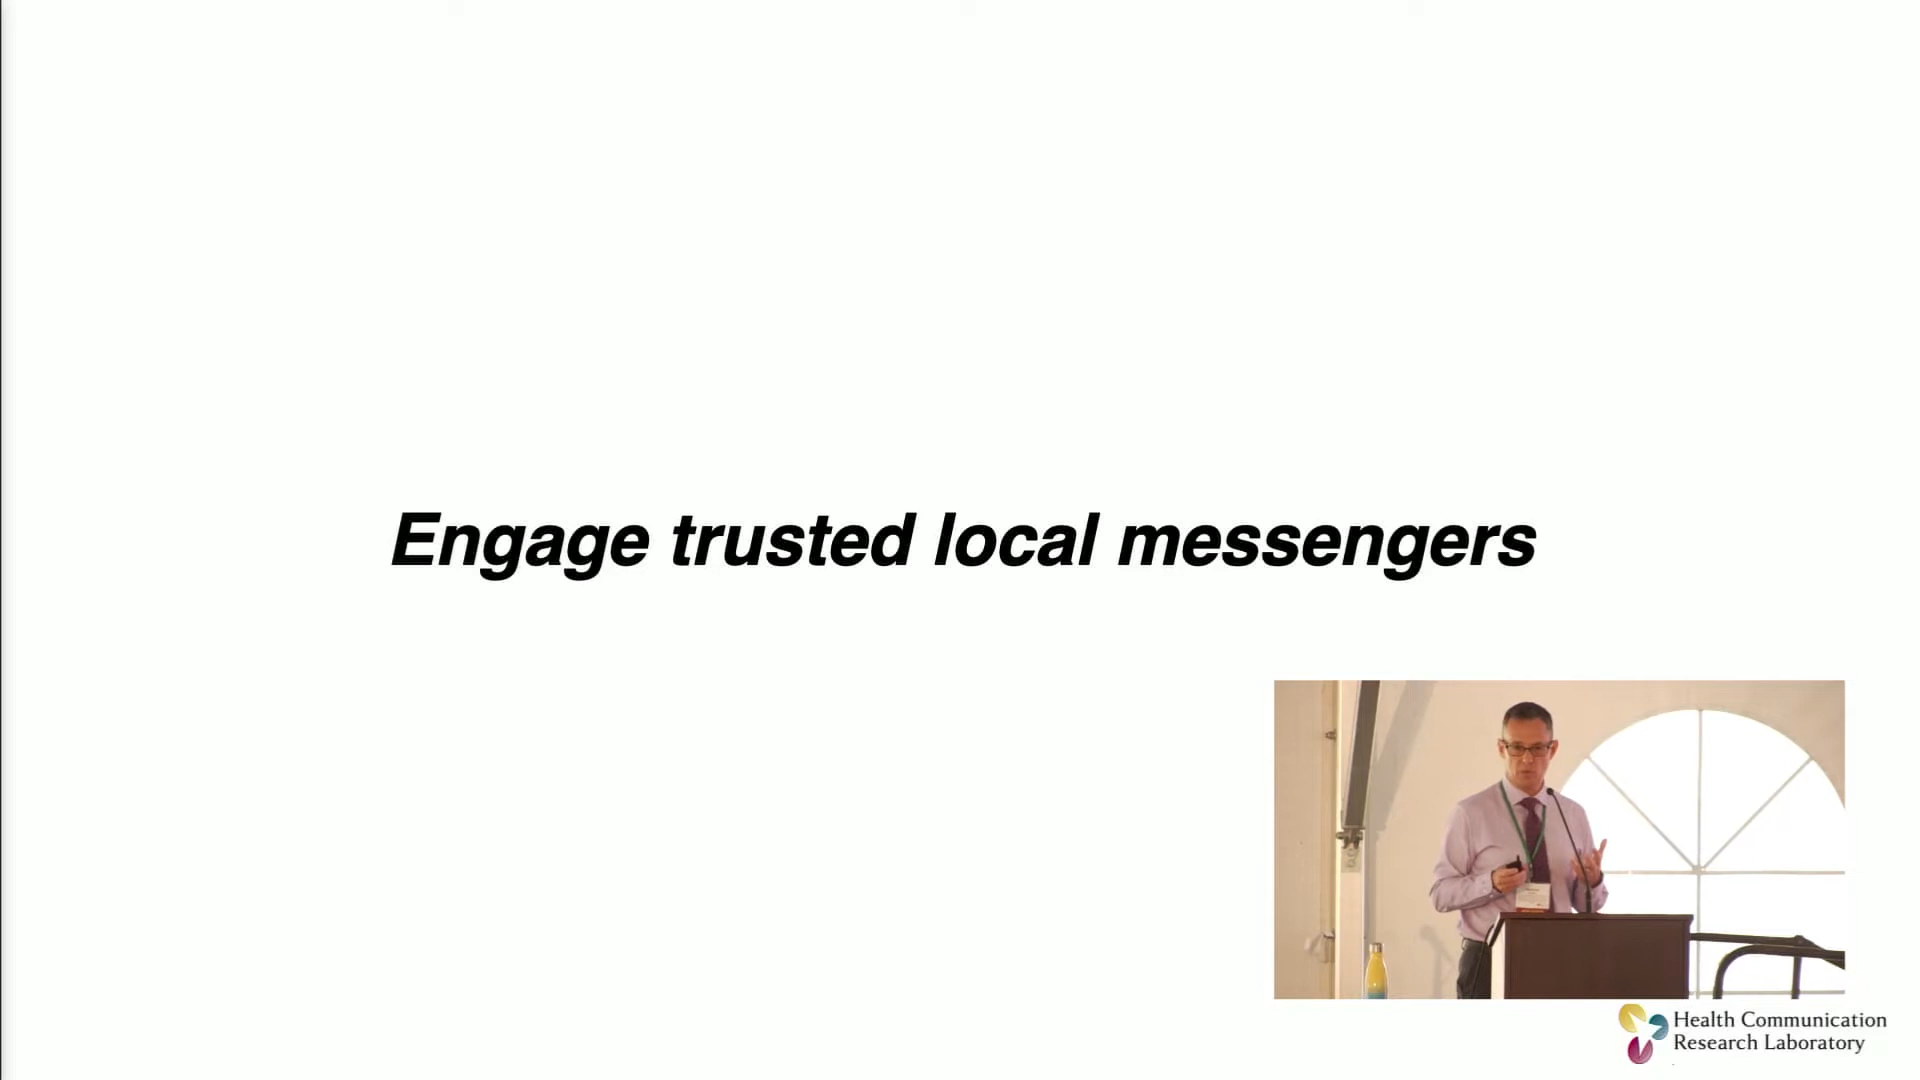 Engage trusted local messengers
Health Communication
Research Laboratory